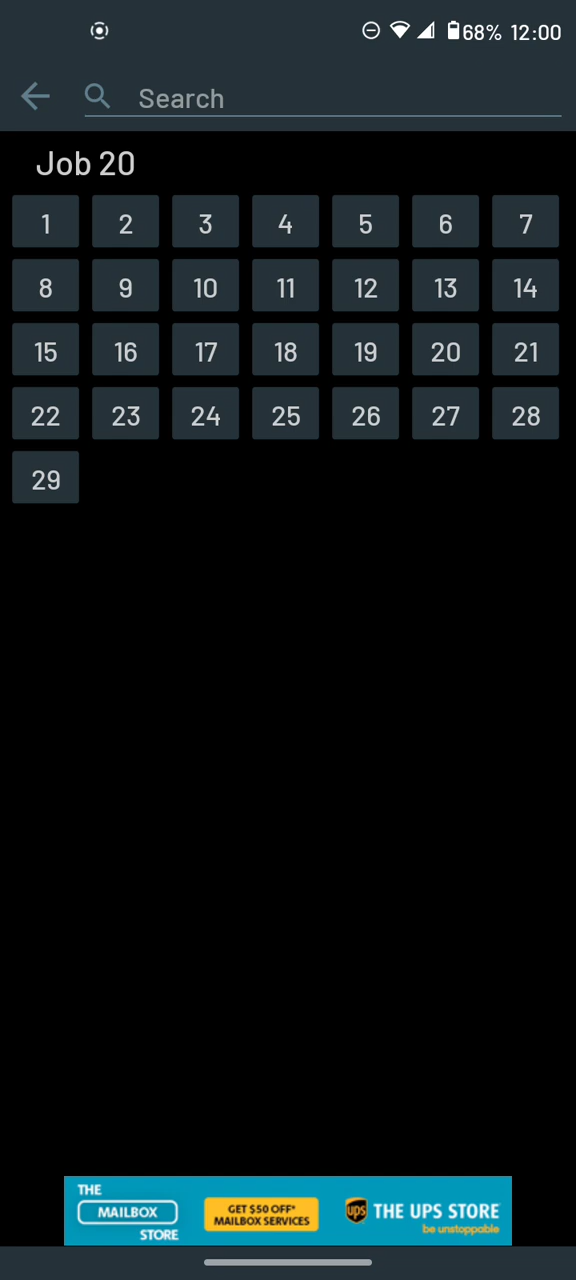 68% 12:00
Search
Job 20
1 2 3 4 5 6 7
8 9 10 11 12 13 14
15 16 17 18 19 20 21
22 23 24 25 26 27 28
29
THE
MAILBOX
STORE
GET $50 OFF*
MAILBOX SERVICES
ups THE UPS STORE
be unstoppable